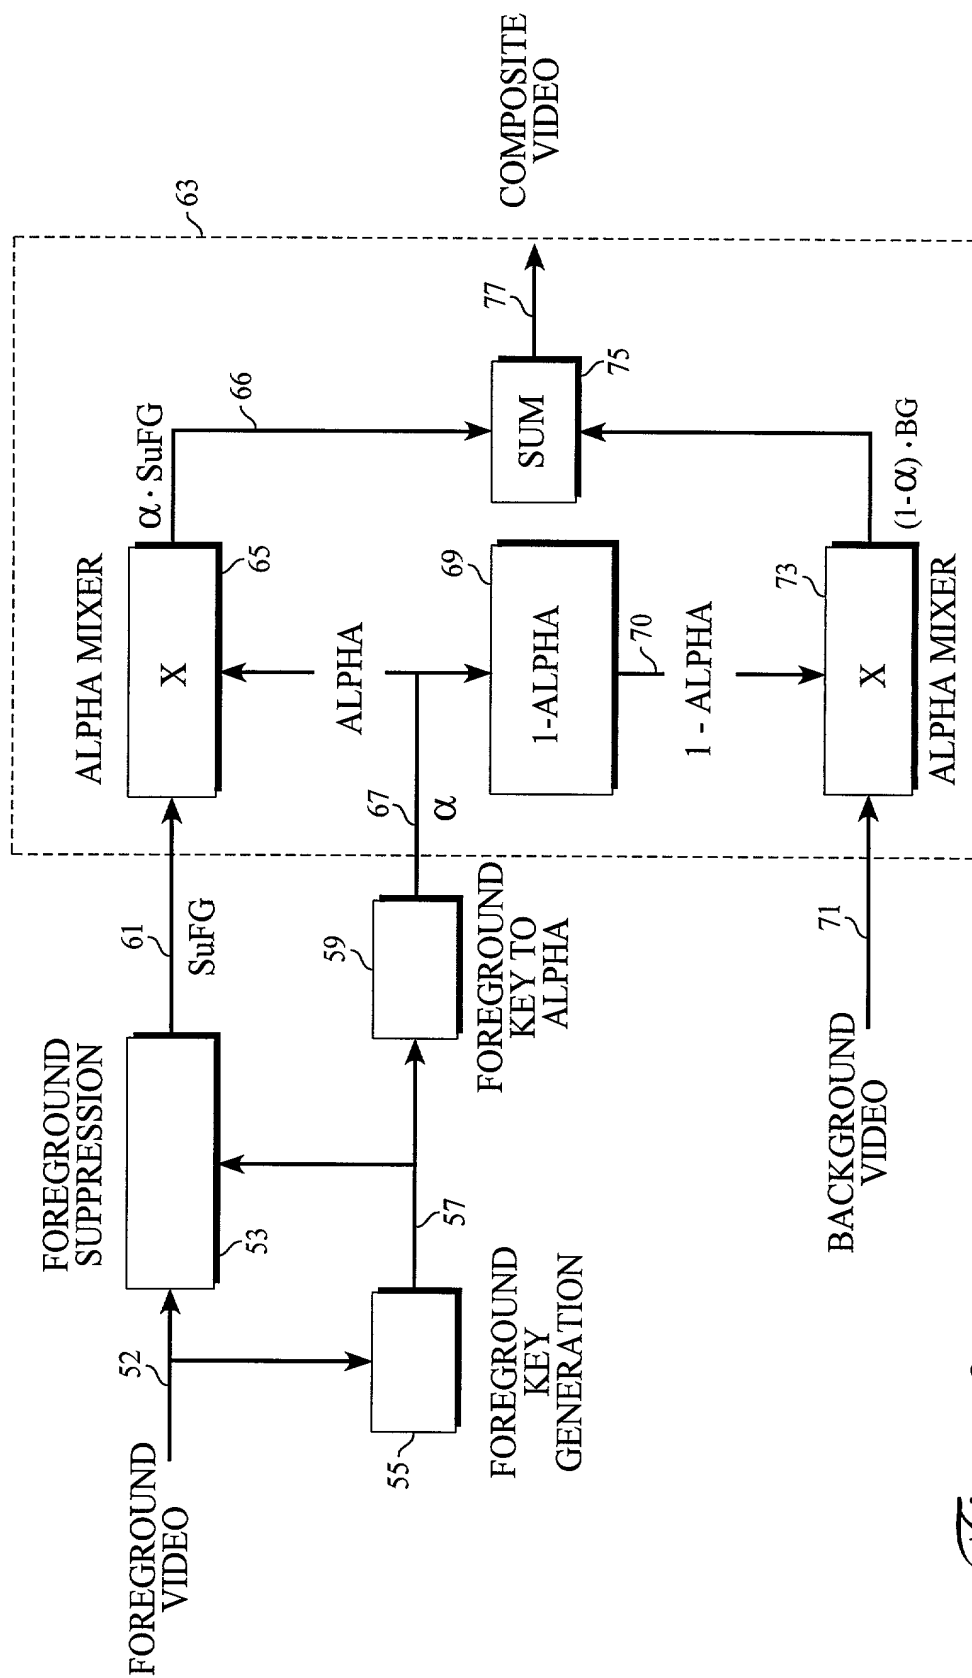 FOREGROUND
VIDEO
52
FOREGROUND
SUPPRESSION
53
61
SuFG
55
FOREGROUND
KEY
GENERATION
57
59
FOREGROUND
KEY TO
ALPHA
67
α
63
ALPHA MIXER
X
65
α · SuFG
66
ALPHA
1-ALPHA
69
70
1 - ALPHA
SUM
75
77
COMPOSITE
VIDEO
BACKGROUND
VIDEO
71
X
73
ALPHA MIXER
(1-α) · BG